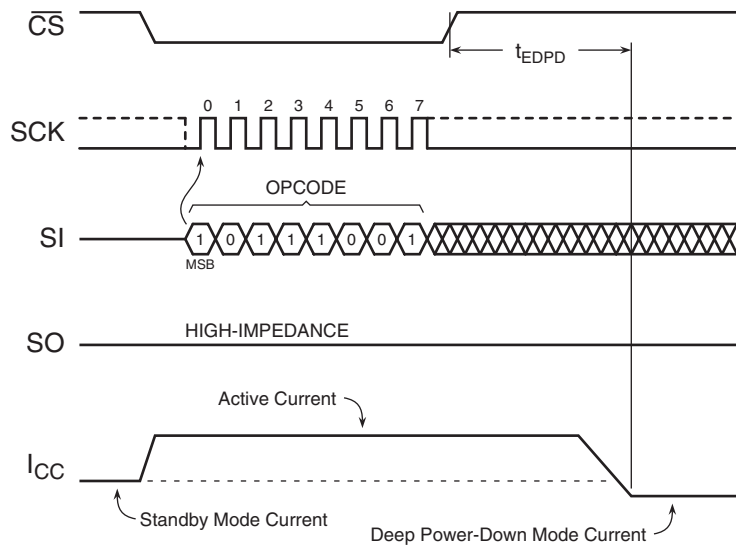 CS
tEDPD
0 1 2 3 4 5 6 7
SCK
OPCODE
SI
1 0 1 1 1 0 0 1
MSB
HIGH-IMPEDANCE
SO
Active Current
ICC
Standby Mode Current
Deep Power-Down Mode Current